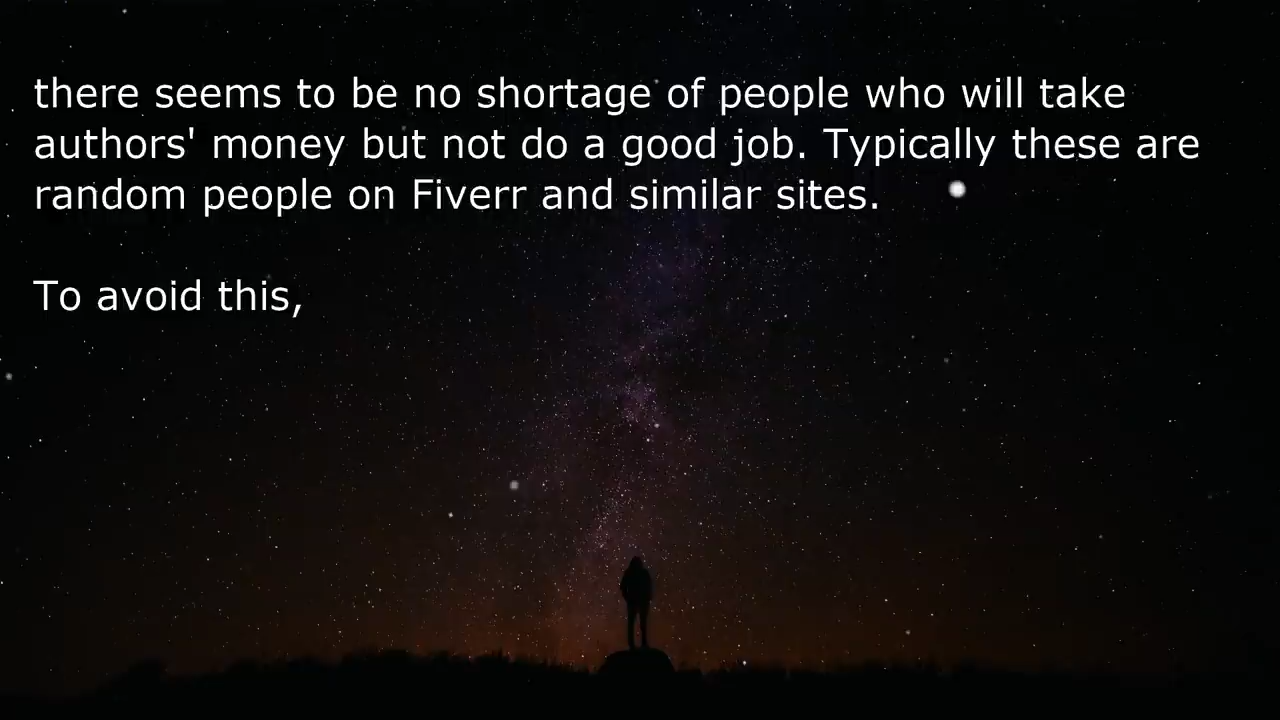 there seems to be no shortage of people who will take
authors' money but not do a good job. Typically these are
random people on Fiverr and similar sites.
To avoid this,